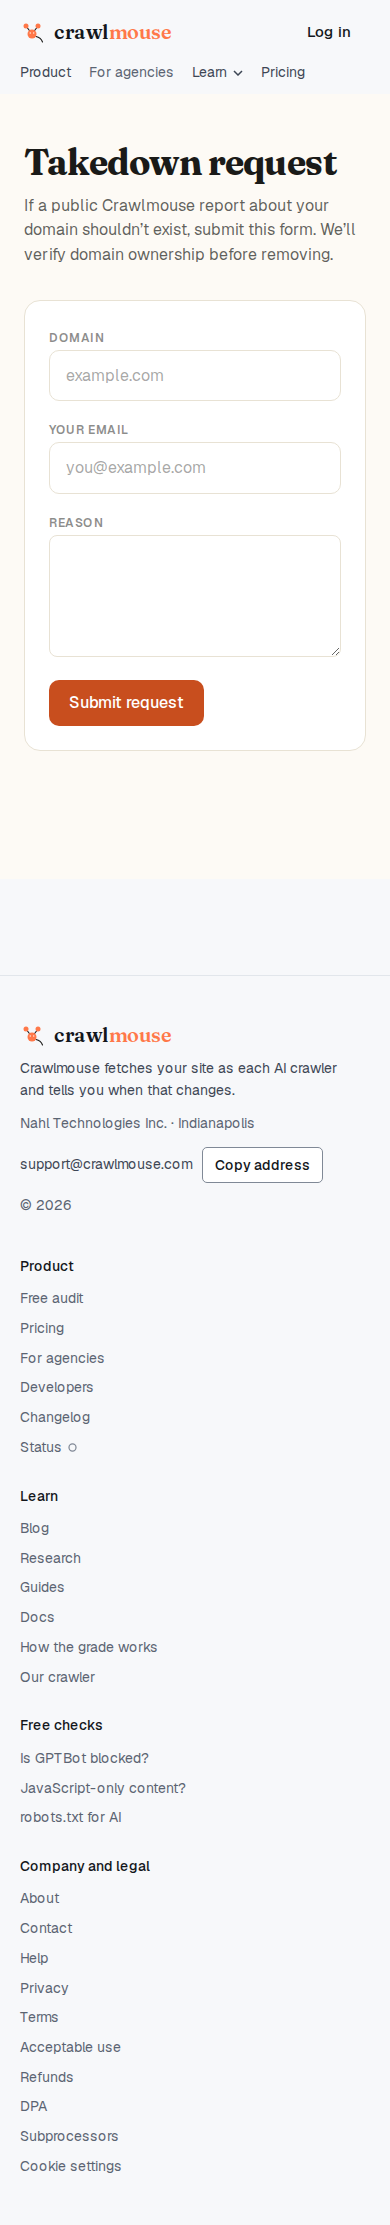 crawlmouse
Log in
Product For agencies Learn Pricing
Takedown request
If a public Crawlmouse report about your
domain shouldn’t exist, submit this form. We’ll
verify domain ownership before removing.
DOMAIN
example.com
YOUR EMAIL
you@example.com
REASON
Submit request
crawlmouse
Crawlmouse fetches your site as each AI crawler
and tells you when that changes.
Nahl Technologies Inc. · Indianapolis
support@crawlmouse.com Copy address
© 2026
Product
Free audit
Pricing
For agencies
Developers
Changelog
Status
Learn
Blog
Research
Guides
Docs
How the grade works
Our crawler
Free checks
Is GPTBot blocked?
JavaScript-only content?
robots.txt for AI
Company and legal
About
Contact
Help
Privacy
Terms
Acceptable use
Refunds
DPA
Subprocessors
Cookie settings